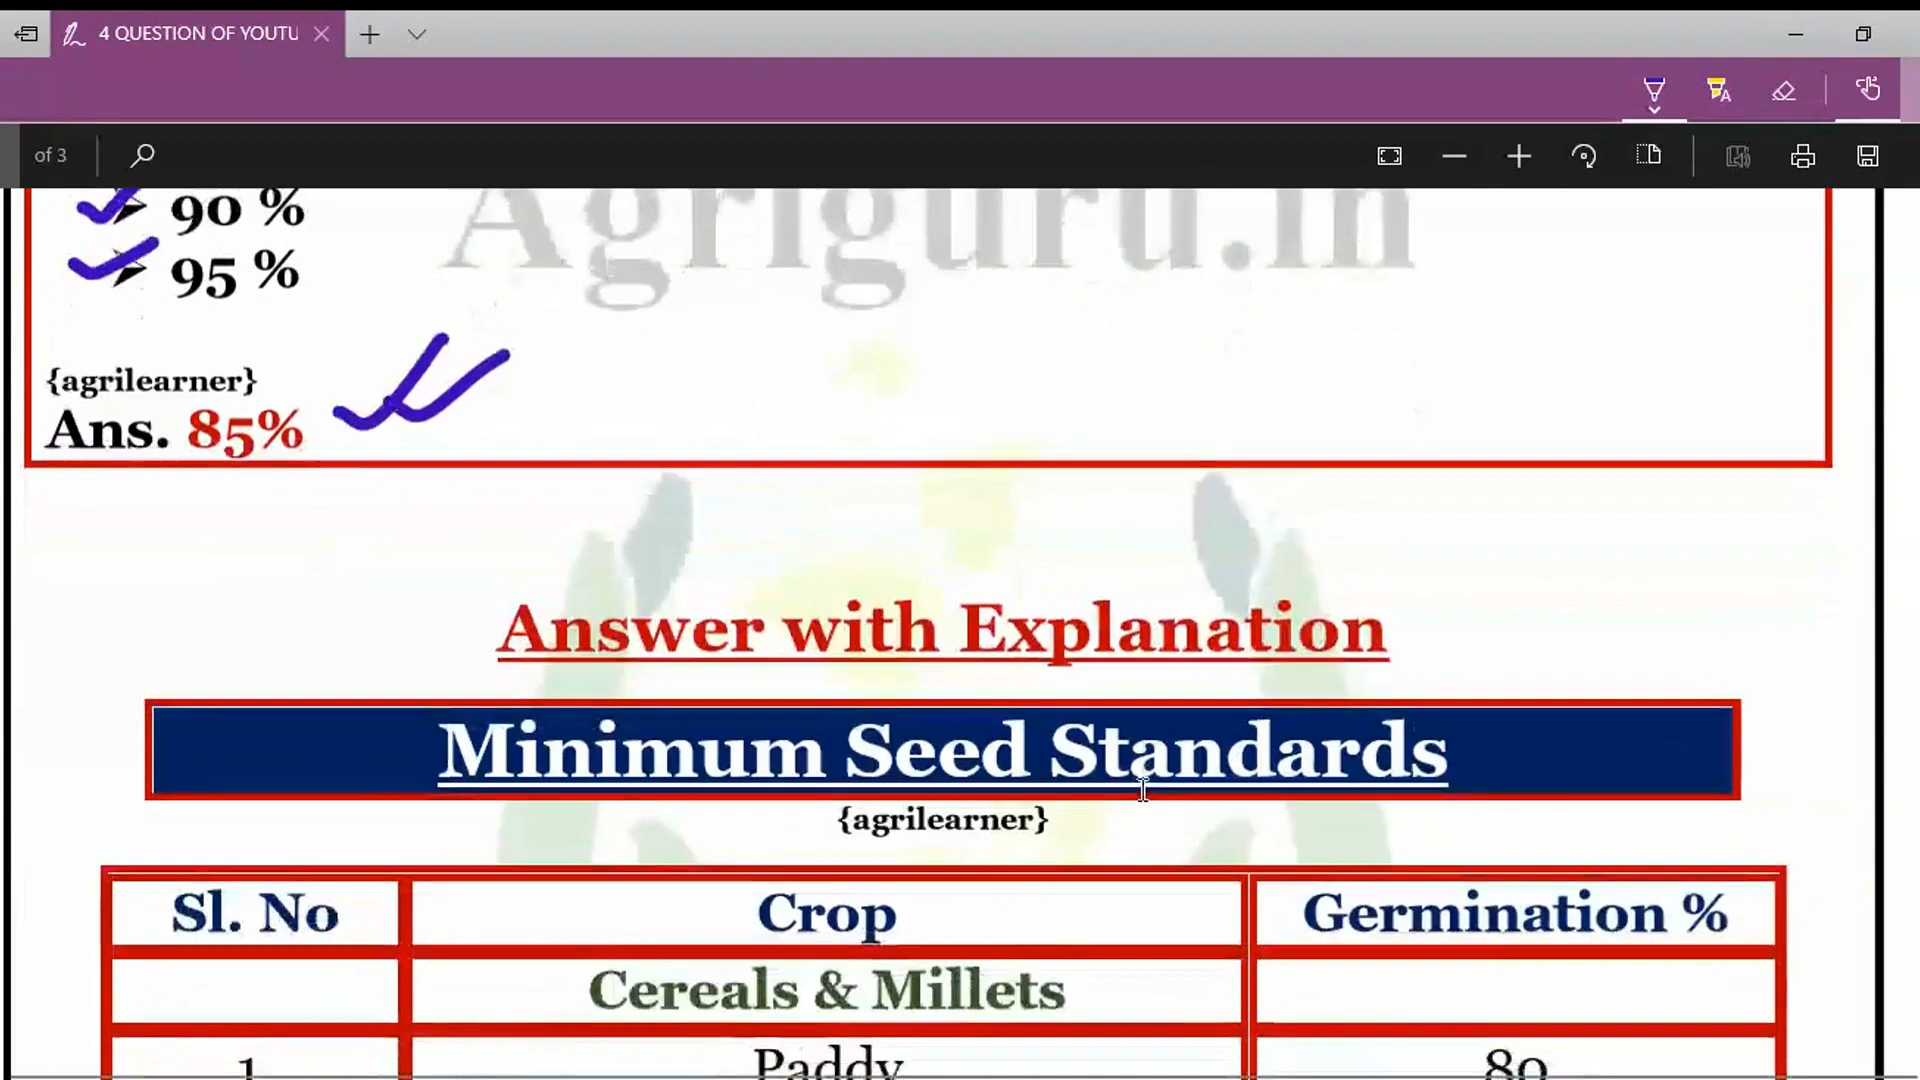 4 QUESTION OF YOUTU
of 3
Agriguru.in
90 %
95 %
{agrilearner}
Ans. 85%
Answer with Explanation
Minimum Seed Standards
{agrilearner}
Sl. No Crop Germination %
Cereals & Millets
1 Paddy 80